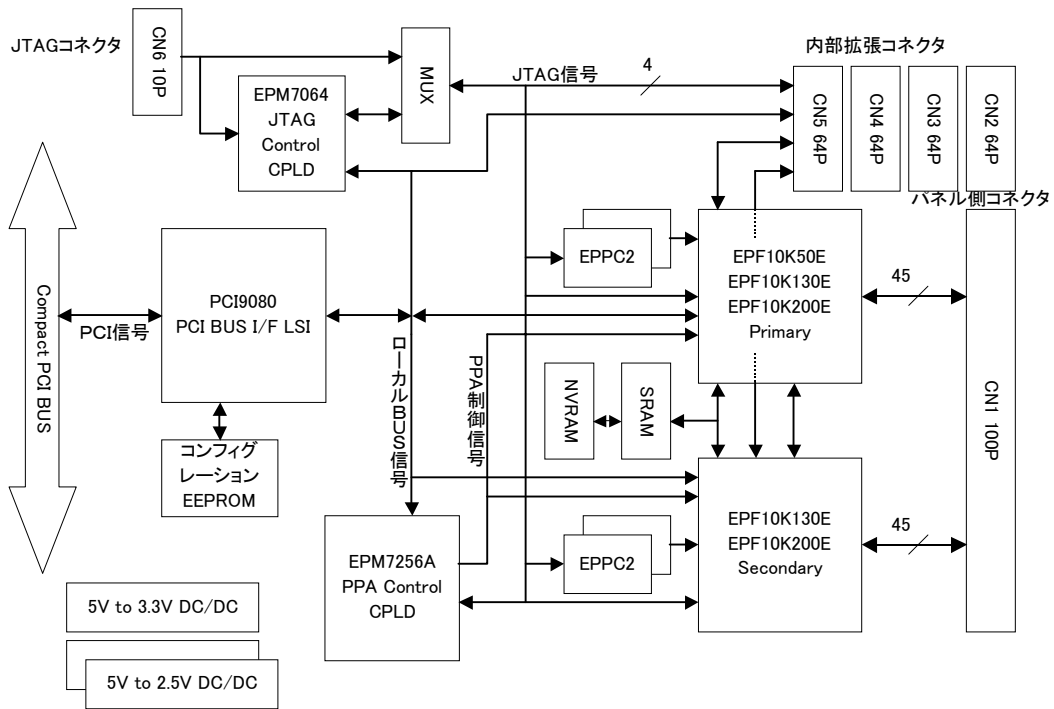 JTAGコネクタ
CN6 10P
MUX
EPM7064
JTAG
Control
CPLD
JTAG信号
4
内部拡張コネクタ
CN5 64P
CN4 64P
CN3 64P
CN2 64P
パネル側コネクタ
Compact PCI BUS
PCI信号
PCI9080
PCI BUS I/F LSI
コンフィグ
レーション
EEPROM
ローカルBUS信号
PPA制御信号
EPPC2
EPF10K50E
EPF10K130E
EPF10K200E
Primary
45
NVRAM
SRAM
CN1 100P
EPM7256A
PPA Control
CPLD
EPPC2
EPF10K130E
EPF10K200E
Secondary
45
5V to 3.3V DC/DC
5V to 2.5V DC/DC